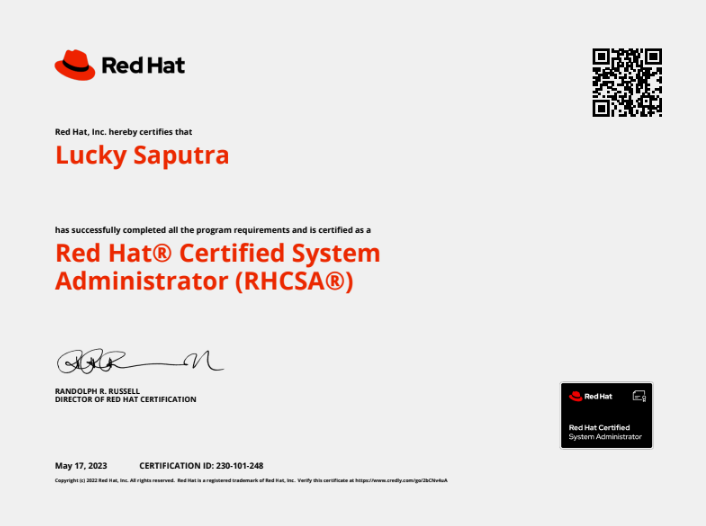 Red Hat
Red Hat, Inc. hereby certifies that
Lucky Saputra
has successfully completed all the program requirements and is certified as a
Red Hat® Certified System
Administrator (RHCSA®)
RANDOLPH R. RUSSELL
DIRECTOR OF RED HAT CERTIFICATION
Red Hat
Red Hat Certified
System Administrator
May 17, 2023 CERTIFICATION ID: 230-101-248
Copyright (c) 2022 Red Hat, Inc. All rights reserved. Red Hat is a registered trademark of Red Hat, Inc. Verify this certificate at https://www.credly.com/go/